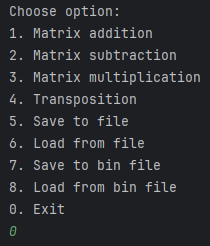 Choose option:
1. Matrix addition
2. Matrix subtraction
3. Matrix multiplication
4. Transposition
5. Save to file
6. Load from file
7. Save to bin file
8. Load from bin file
0. Exit
0